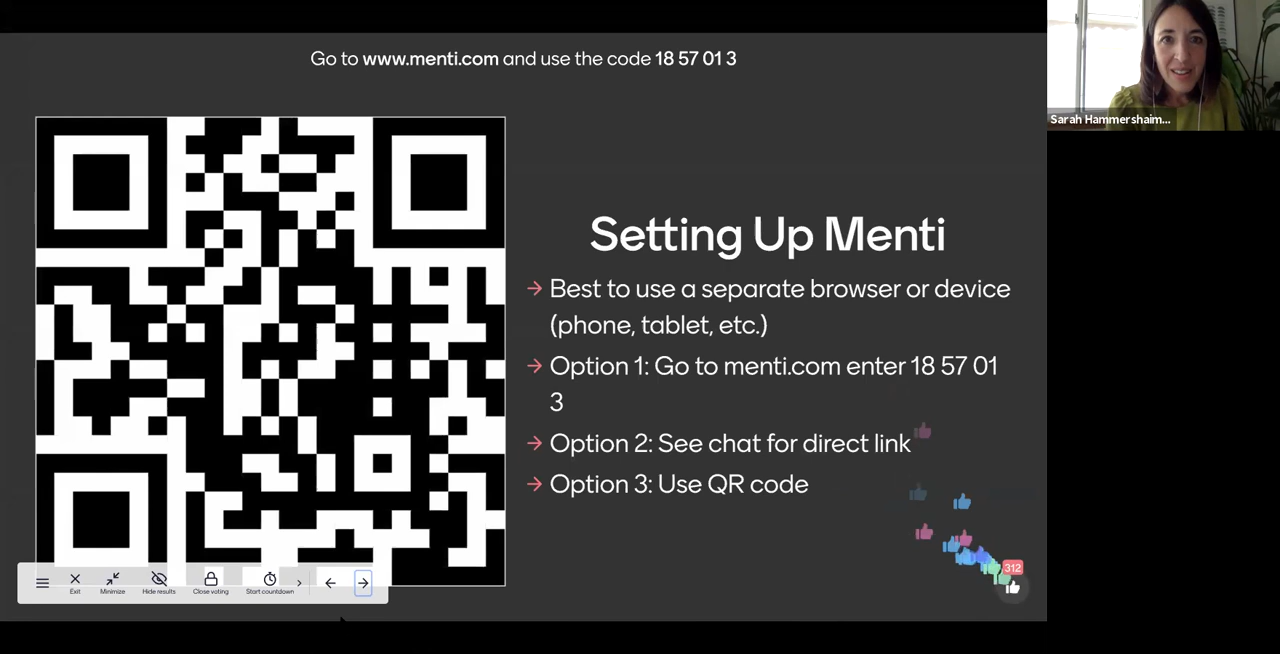 Go to www.menti.com and use the code 18 57 01 3
Sarah Hammershaim...
Setting Up Menti
→ Best to use a separate browser or device
(phone, tablet, etc.)
→ Option 1: Go to menti.com enter 18 57 01
3
→ Option 2: See chat for direct link
→ Option 3: Use QR code
312
Exit
Minimize
Hide results
Close voting
Start countdown